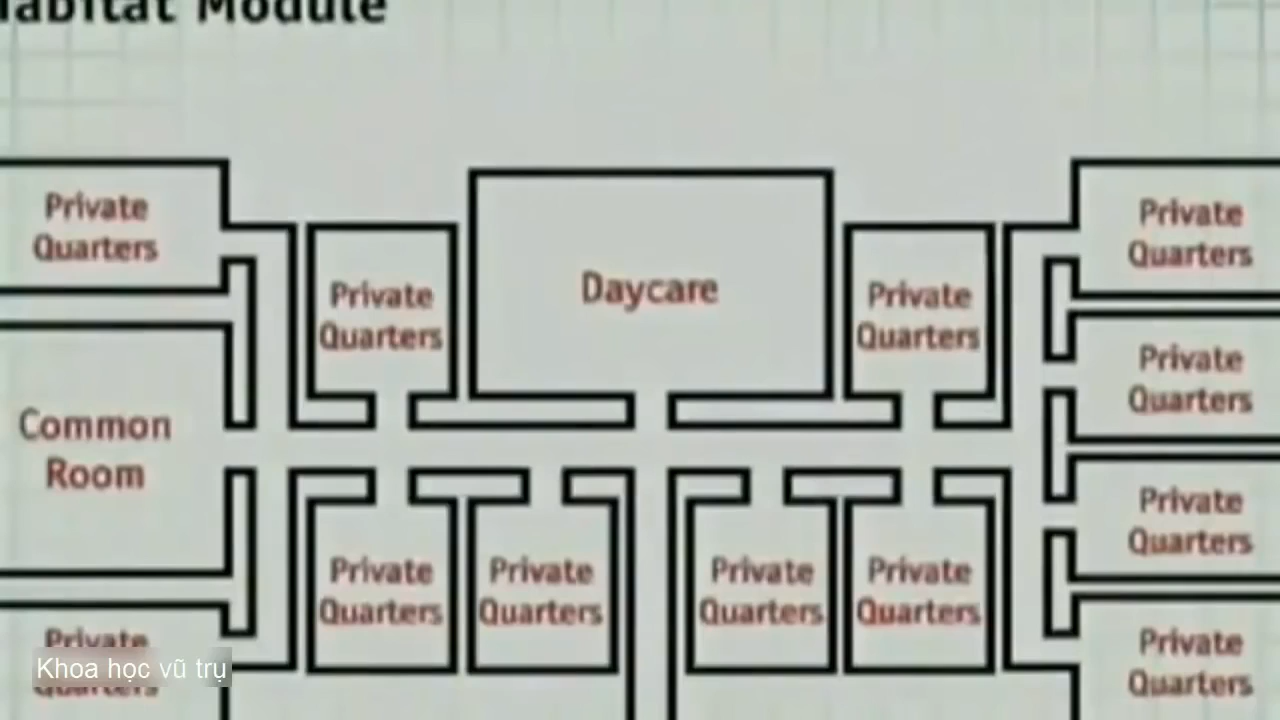 abitat Module
Private
Quarters
Private
Quarters
Private
Quarters
Daycare
Private
Quarters
Private
Quarters
Common
Room
Private
Quarters
Private
Quarters
Private
Quarters
Private
Quarters
Private
Quarters
Private
Quarters
Private
Quarters
Khoa học vũ trụ